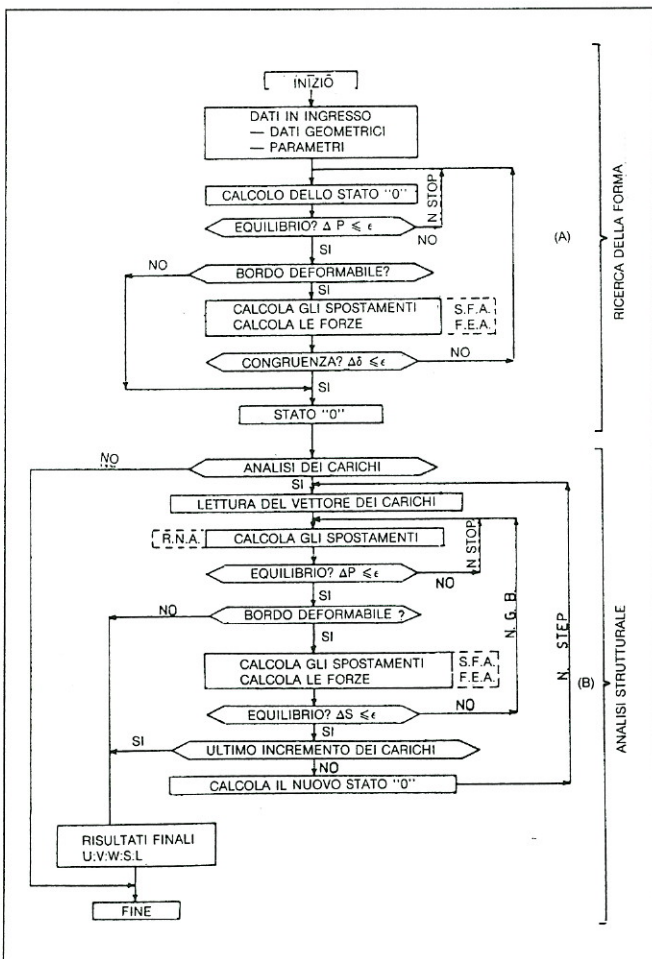 INIZIO
DATI IN INGRESSO
— DATI GEOMETRICI
— PARAMETRI
CALCOLO DELLO STATO "0"
N STOP
EQUILIBRIO? Δ P ⩽ ϵ
NO
SI
NO
BORDO DEFORMABILE?
SI
CALCOLA GLI SPOSTAMENTI
CALCOLA LE FORZE
S.F.A.
F.E.A.
CONGRUENZA? Δδ ⩽ ϵ
NO
SI
STATO "0"
(A)
RICERCA DELLA FORMA
NO
ANALISI DEI CARICHI
SI
LETTURA DEL VETTORE DEI CARICHI
R.N.A.
CALCOLA GLI SPOSTAMENTI
N STOP
EQUILIBRIO? ΔP ⩽ ϵ
NO
SI
NO
BORDO DEFORMABILE ?
SI
N. G. B.
N. STEP
CALCOLA GLI SPOSTAMENTI
CALCOLA LE FORZE
S.F.A.
F.E.A.
(B)
ANALISI STRUTTURALE
EQUILIBRIO? ΔS ⩽ ϵ
NO
SI
SI
ULTIMO INCREMENTO DEI CARICHI
NO
CALCOLA IL NUOVO STATO "0"
RISULTATI FINALI
U:V:W:S.L
FINE